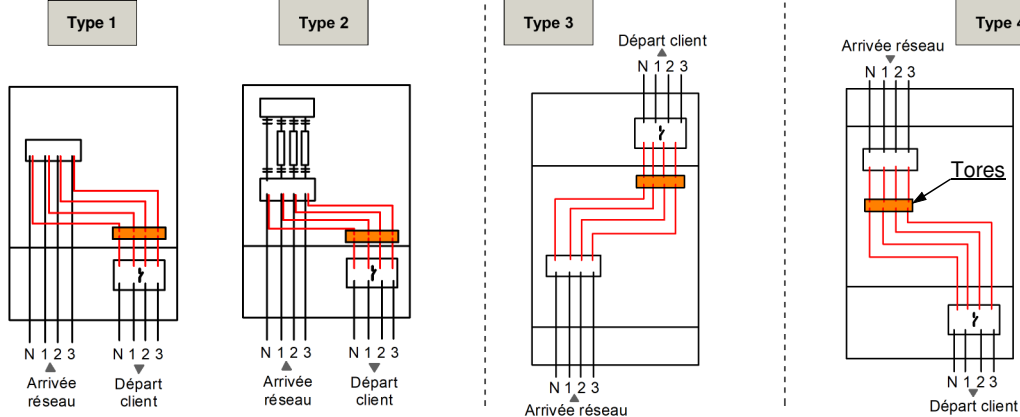 Type 1
N 1 2 3
Arrivée
réseau
N 1 2 3
Départ
client
Type 2
N 1 2 3
Arrivée
réseau
N 1 2 3
Départ
client
Type 3
Départ client
N 1 2 3
N 1 2 3
Arrivée réseau
Type 4
Arrivée réseau
N 1 2 3
Tores
N 1 2 3
Départ client